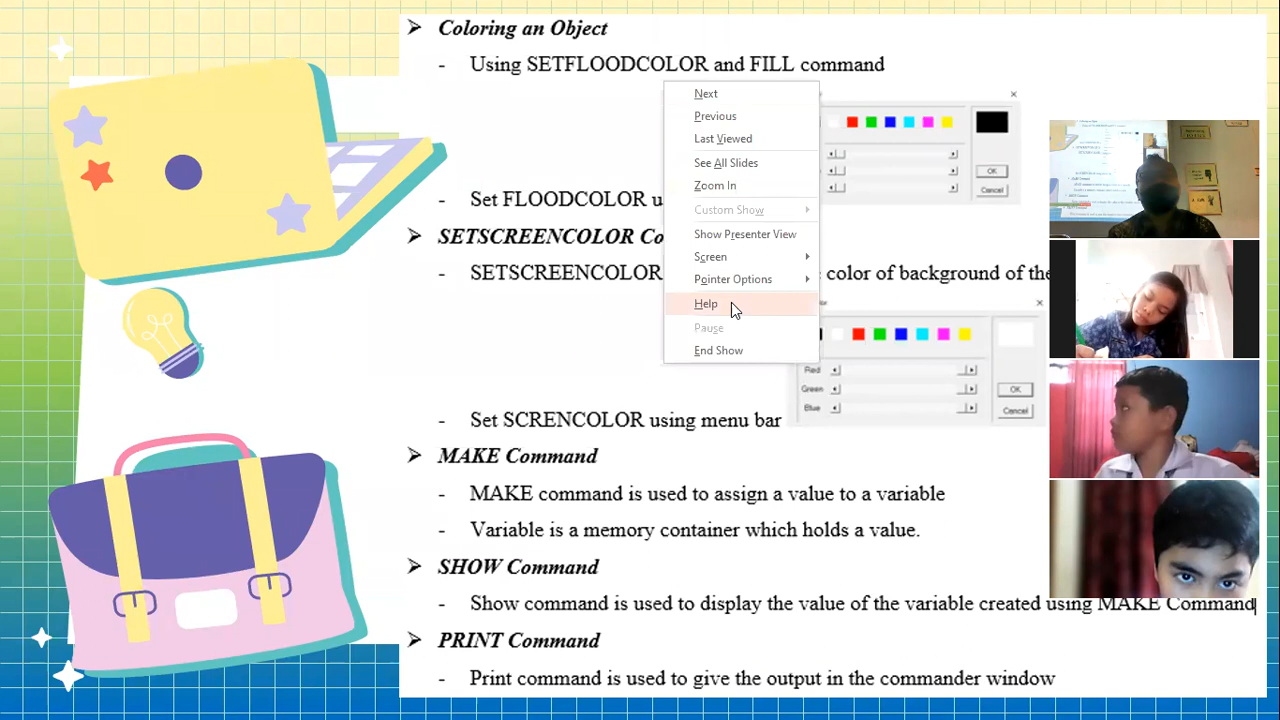 Coloring an Object
- Using SETFLOODCOLOR and FILL command
Next
Previous
Last Viewed
See All Slides
Zoom In
Custom Show
Show Presenter View
Screen
Pointer Options
Help
Pause
End Show
OK
Cancel
- Set FLOODCOLOR
SETSCREENCOLOR Co
- SETSCREENCOLOR color of background of the
Red
Green
Blue
OK
Cancel
- Set SCRENCOLOR using menu bar
MAKE Command
- MAKE command is used to assign a value to a variable
- Variable is a memory container which holds a value.
SHOW Command
- Show command is used to display the value of the variable created using MAKE Command
PRINT Command
- Print command is used to give the output in the commander window